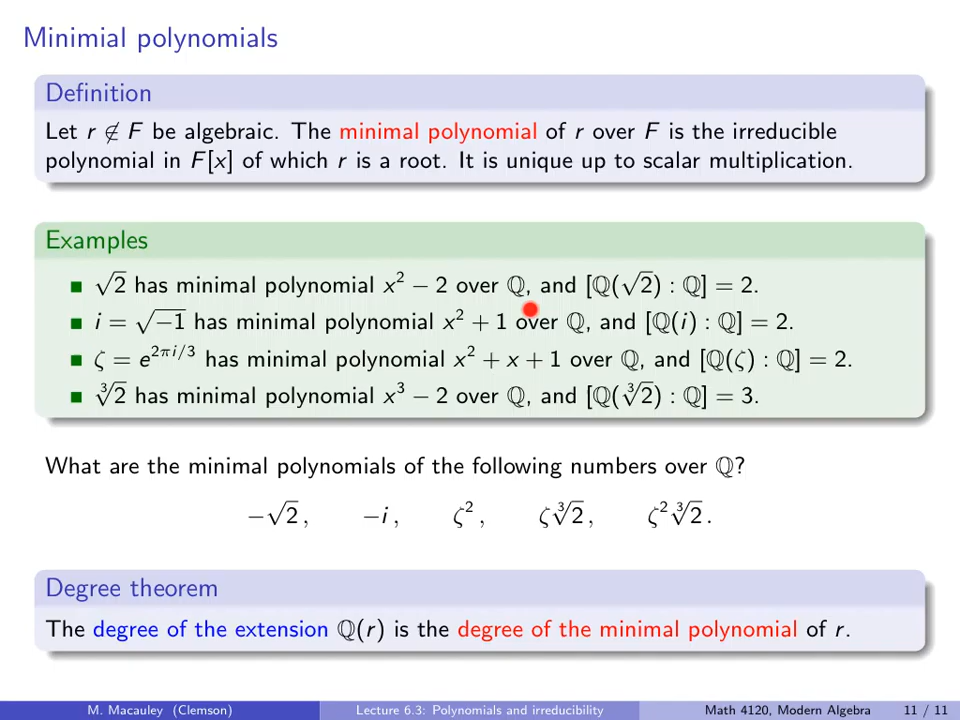 Minimial polynomials
Definition
Let r ∉ F be algebraic. The minimal polynomial of r over F is the irreducible
polynomial in F[x] of which r is a root. It is unique up to scalar multiplication.
Examples
√2 has minimal polynomial x² − 2 over ℚ, and [ℚ(√2) : ℚ] = 2.
i = √−1 has minimal polynomial x² + 1 over ℚ, and [ℚ(i) : ℚ] = 2.
ζ = e^{2πi/3} has minimal polynomial x² + x + 1 over ℚ, and [ℚ(ζ) : ℚ] = 2.
∛2 has minimal polynomial x³ − 2 over ℚ, and [ℚ(∛2) : ℚ] = 3.
What are the minimal polynomials of the following numbers over ℚ?
−√2 , −i , ζ² , ζ∛2 , ζ²∛2 .
Degree theorem
The degree of the extension ℚ(r) is the degree of the minimal polynomial of r.
M. Macauley (Clemson) Lecture 6.3: Polynomials and irreducibility Math 4120, Modern Algebra 11 / 11